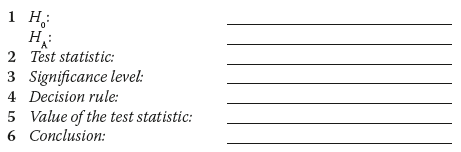 1 H₀:
Hₐ:
2 Test statistic:
3 Significance level:
4 Decision rule:
5 Value of the test statistic:
6 Conclusion: